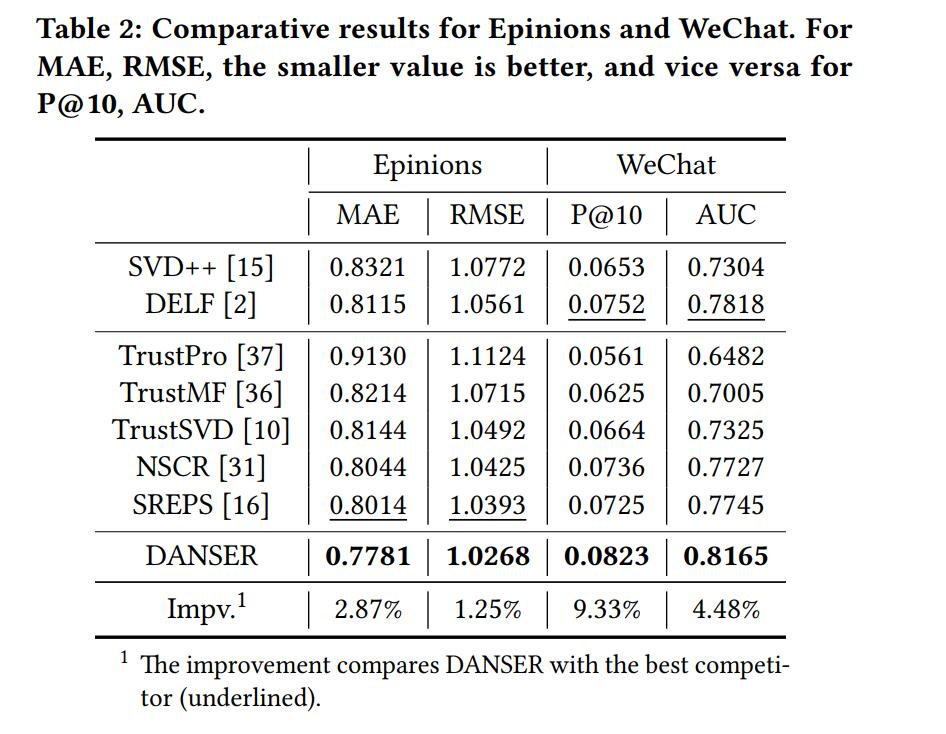 Table 2: Comparative results for Epinions and WeChat. For
MAE, RMSE, the smaller value is better, and vice versa for
P@10, AUC.
Epinions WeChat
MAE RMSE P@10 AUC
SVD++ [15] 0.8321 1.0772 0.0653 0.7304
DELF [2] 0.8115 1.0561 0.0752 0.7818
TrustPro [37] 0.9130 1.1124 0.0561 0.6482
TrustMF [36] 0.8214 1.0715 0.0625 0.7005
TrustSVD [10] 0.8144 1.0492 0.0664 0.7325
NSCR [31] 0.8044 1.0425 0.0736 0.7727
SREPS [16] 0.8014 1.0393 0.0725 0.7745
DANSER 0.7781 1.0268 0.0823 0.8165
Impv.1 2.87% 1.25% 9.33% 4.48%
1 The improvement compares DANSER with the best competi-
tor (underlined).